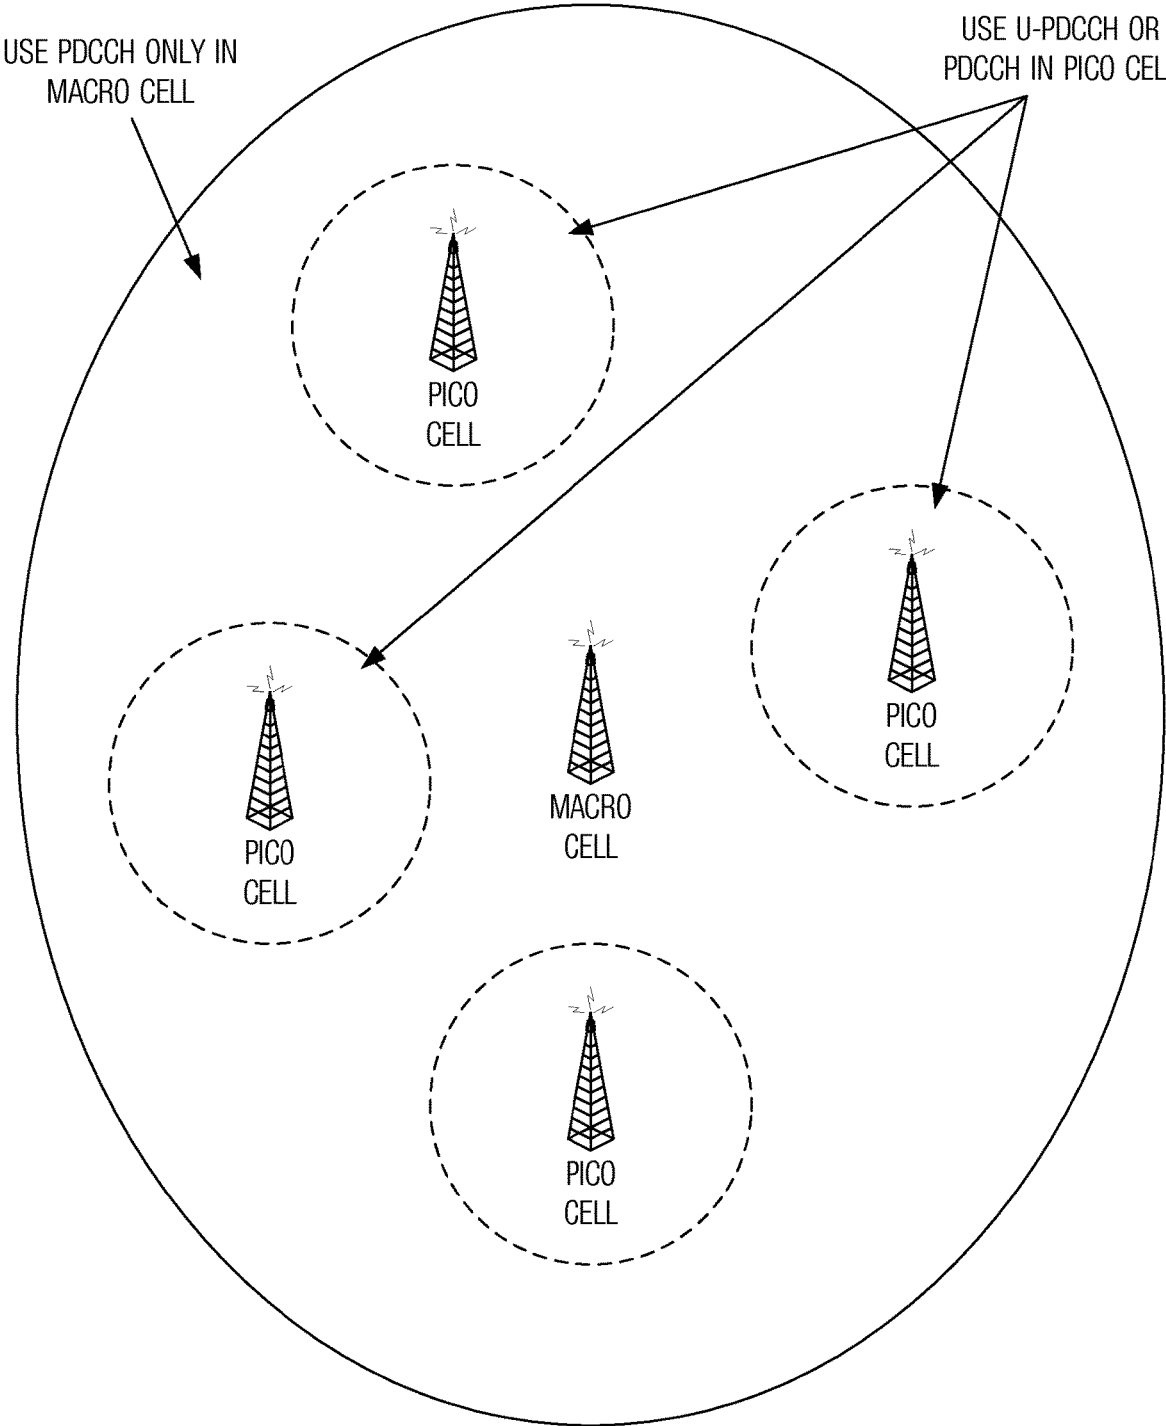 USE PDCCH ONLY IN
MACRO CELL
USE U-PDCCH OR
PDCCH IN PICO CEL
PICO
CELL
PICO
CELL
MACRO
CELL
PICO
CELL
PICO
CELL